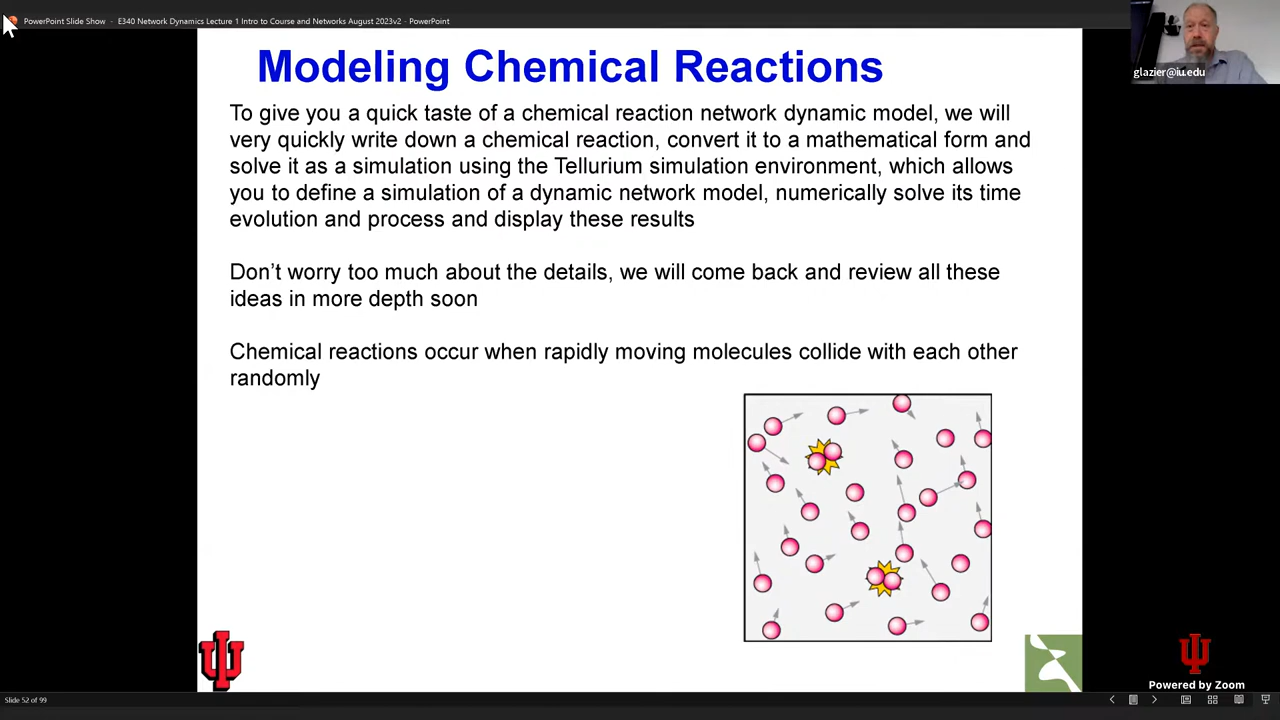 PowerPoint Slide Show - E340 Network Dynamics Lecture 1 Intro to Course and Networks August 2023v2 - PowerPoint
glazier@iu.edu
Modeling Chemical Reactions
To give you a quick taste of a chemical reaction network dynamic model, we will
very quickly write down a chemical reaction, convert it to a mathematical form and
solve it as a simulation using the Tellurium simulation environment, which allows
you to define a simulation of a dynamic network model, numerically solve its time
evolution and process and display these results
Don’t worry too much about the details, we will come back and review all these
ideas in more depth soon
Chemical reactions occur when rapidly moving molecules collide with each other
randomly
Powered by Zoom
Slide 52 of 99